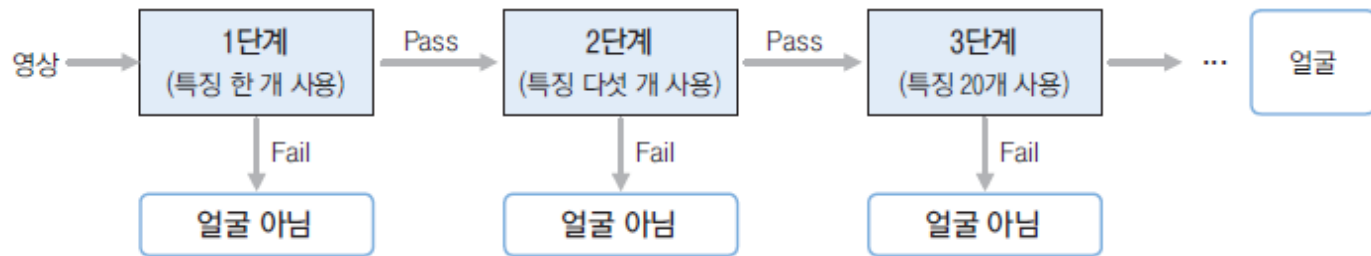 영상
1단계
(특징 한 개 사용)
Pass
2단계
(특징 다섯 개 사용)
Pass
3단계
(특징 20개 사용)
...
얼굴
Fail
Fail
Fail
얼굴 아님
얼굴 아님
얼굴 아님